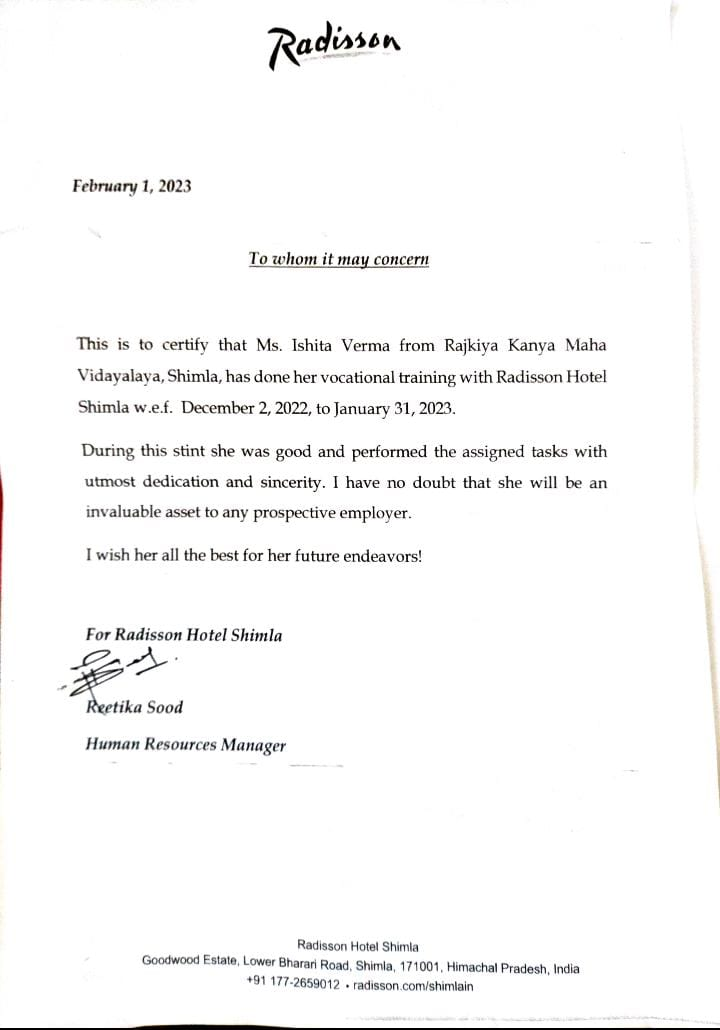 Radisson
February 1, 2023
To whom it may concern
This is to certify that Ms. Ishita Verma from Rajkiya Kanya Maha
Vidayalaya, Shimla, has done her vocational training with Radisson Hotel
Shimla w.e.f. December 2, 2022, to January 31, 2023.
During this stint she was good and performed the assigned tasks with
utmost dedication and sincerity. I have no doubt that she will be an
invaluable asset to any prospective employer.
I wish her all the best for her future endeavors!
For Radisson Hotel Shimla
Reetika Sood
Human Resources Manager
Radisson Hotel Shimla
Goodwood Estate, Lower Bharari Road, Shimla, 171001, Himachal Pradesh, India
+91 177-2659012 • radisson.com/shimlain